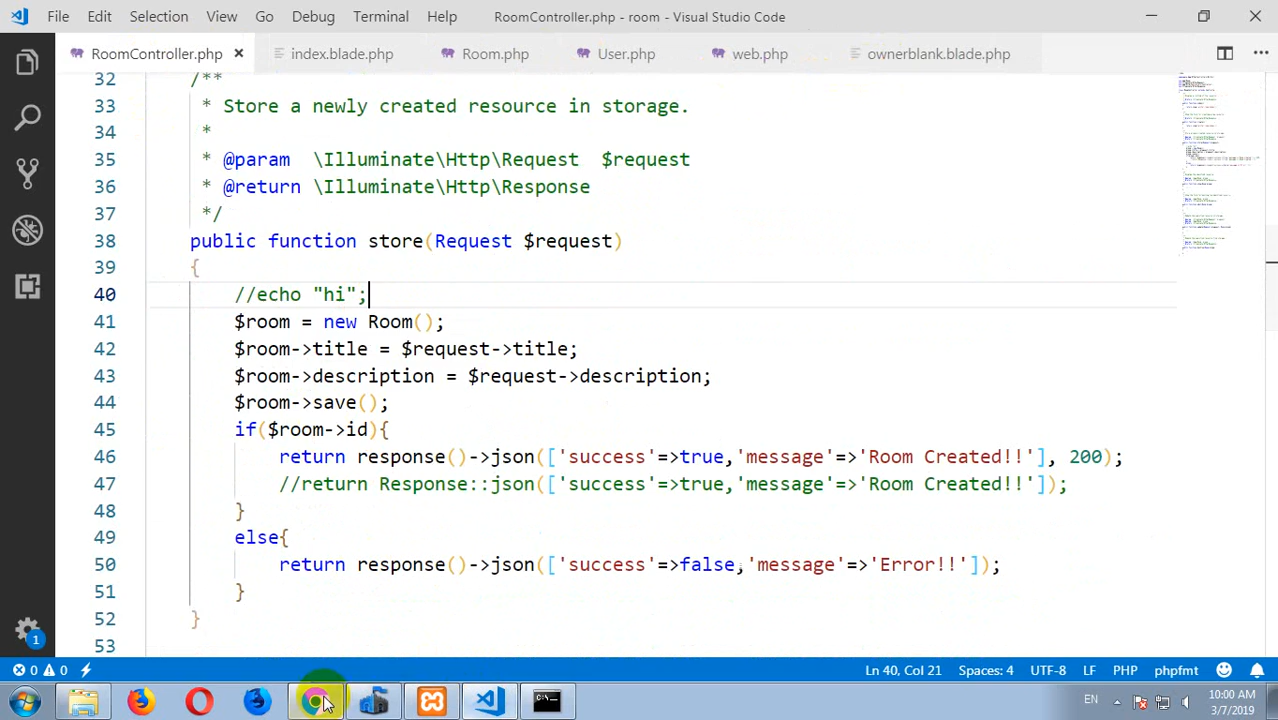 File Edit Selection View Go Debug Terminal Help RoomController.php - room - Visual Studio Code
RoomController.php index.blade.php Room.php User.php web.php ownerblank.blade.php
32 /**
33 * Store a newly created resource in storage.
34 *
35 * @param \Illuminate\Http\Request $request
36 * @return \Illuminate\Http\Response
37 */
38 public function store(Request $request)
39 {
40 //echo "hi";
41 $room = new Room();
42 $room->title = $request->title;
43 $room->description = $request->description;
44 $room->save();
45 if($room->id){
46 return response()->json(['success'=>true,'message'=>'Room Created!!'], 200);
47 //return Response::json(['success'=>true,'message'=>'Room Created!!']);
48 }
49 else{
50 return response()->json(['success'=>false,'message'=>'Error!!']);
51 }
52 }
53
0 0 Ln 40, Col 21 Spaces: 4 UTF-8 LF PHP phpfmt
1
EN 10:00 AM
3/7/2019